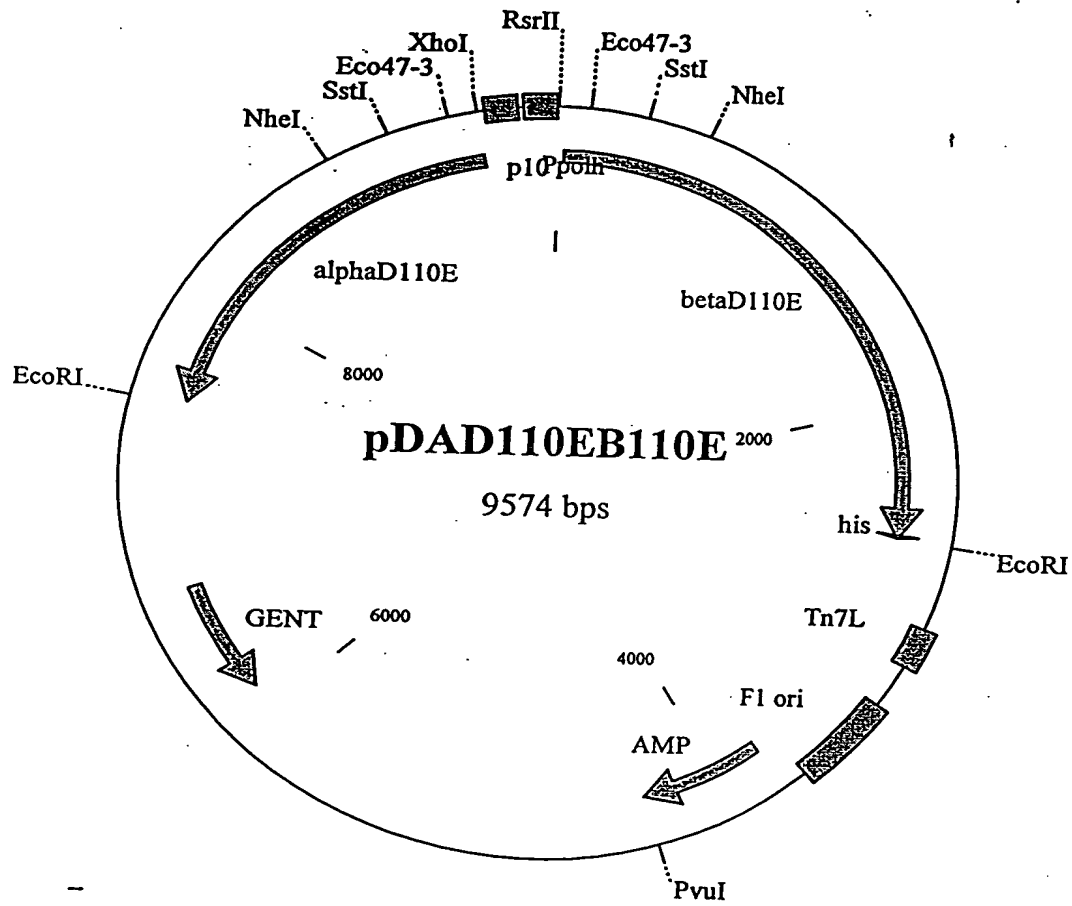 RsrII
XhoI
Eco47-3
Eco47-3
SstI
SstI
NheI
NheI
p10
Ppolh
alphaD110E
betaD110E
EcoRI
8000
pDAD110EB110E
2000
9574 bps
his
EcoRI
GENT
6000
Tn7L
4000
F1 ori
AMP
PvuI